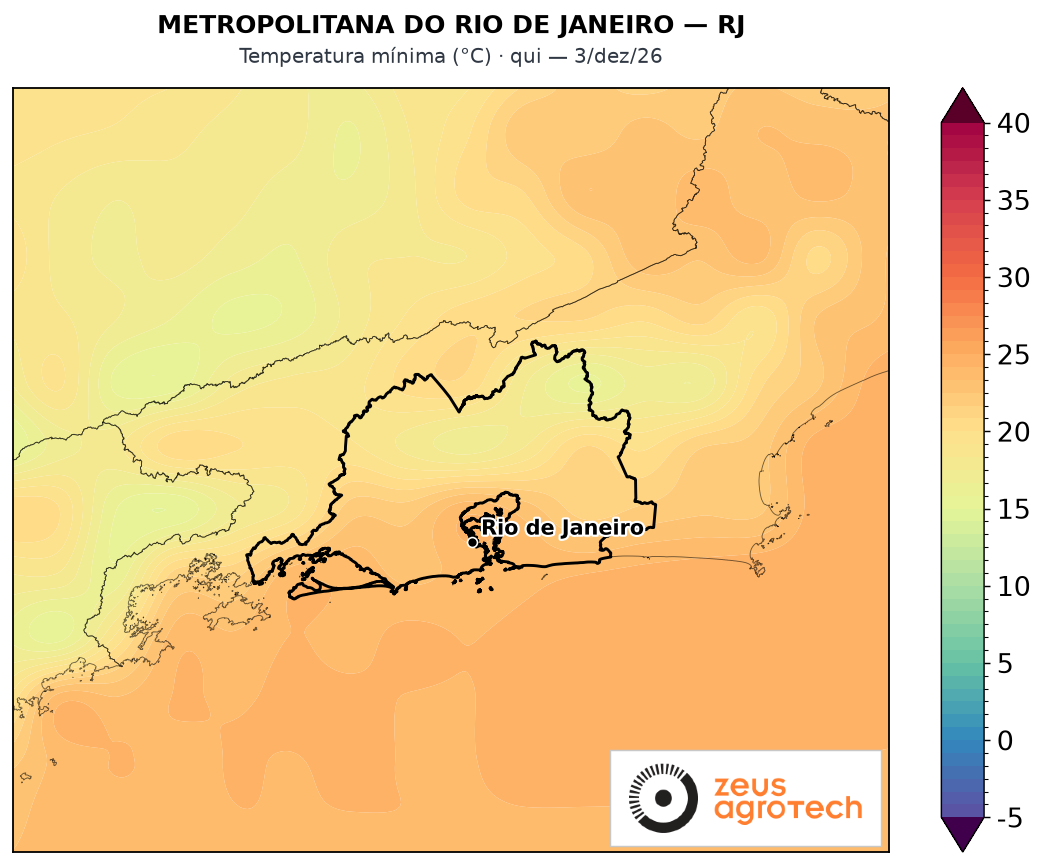 METROPOLITANA DO RIO DE JANEIRO — RJ
Temperatura mínima (°C) · qui — 3/dez/26
40
35
30
25
20
15
10
5
0
-5
Rio de Janeiro
zeus
agrotech